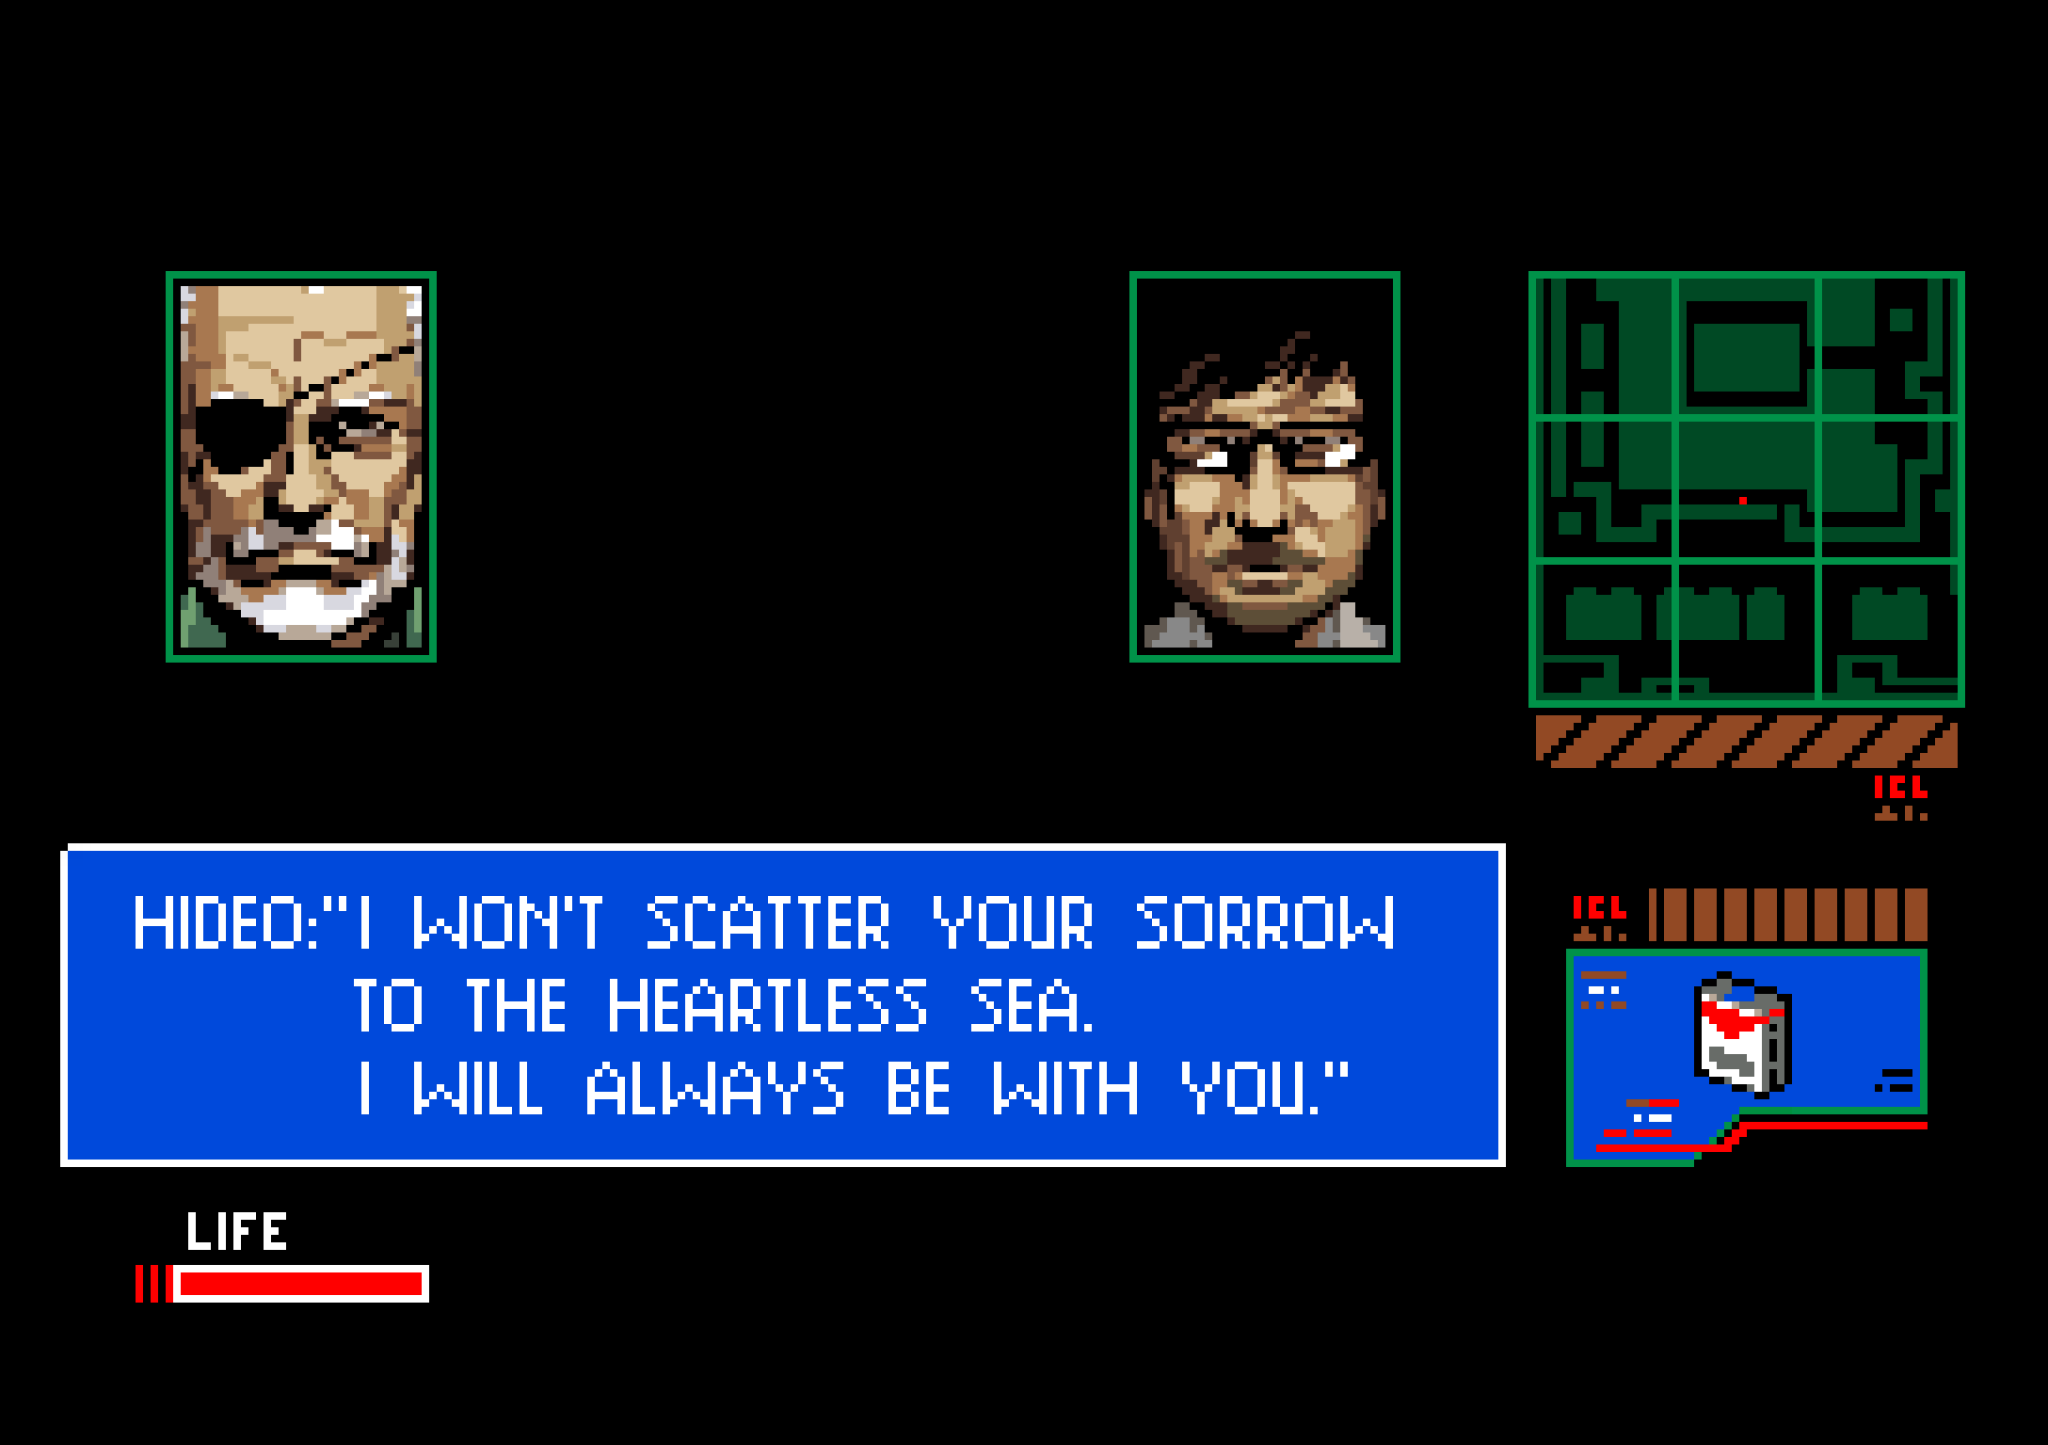 HIDEO:"I WON'T SCATTER YOUR SORROW
TO THE HEARTLESS SEA.
I WILL ALWAYS BE WITH YOU."
LIFE